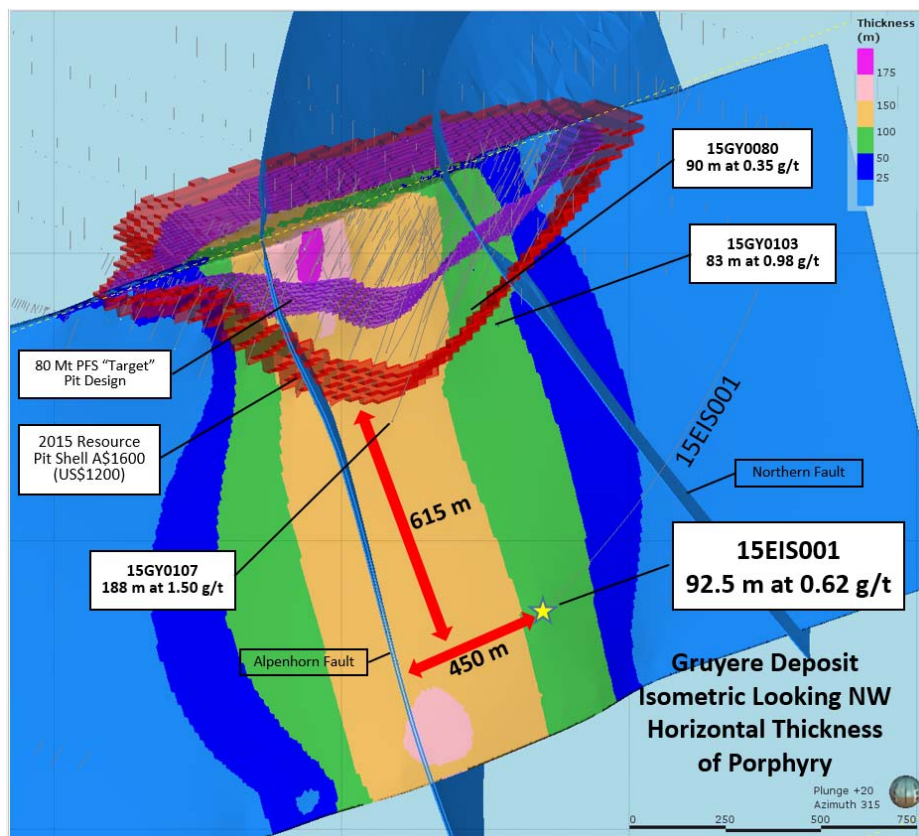 Thickness
(m)
175
150
100
50
25
15GY0080
90 m at 0.35 g/t
15GY0103
83 m at 0.98 g/t
80 Mt PFS “Target”
Pit Design
2015 Resource
Pit Shell A$1600
(US$1200)
15EIS001
Northern Fault
615 m
15GY0107
188 m at 1.50 g/t
15EIS001
92.5 m at 0.62 g/t
Alpenhorn Fault
450 m
Gruyere Deposit
Isometric Looking NW
Horizontal Thickness
of Porphyry
Plunge +20
Azimuth 315
0 250 500 750